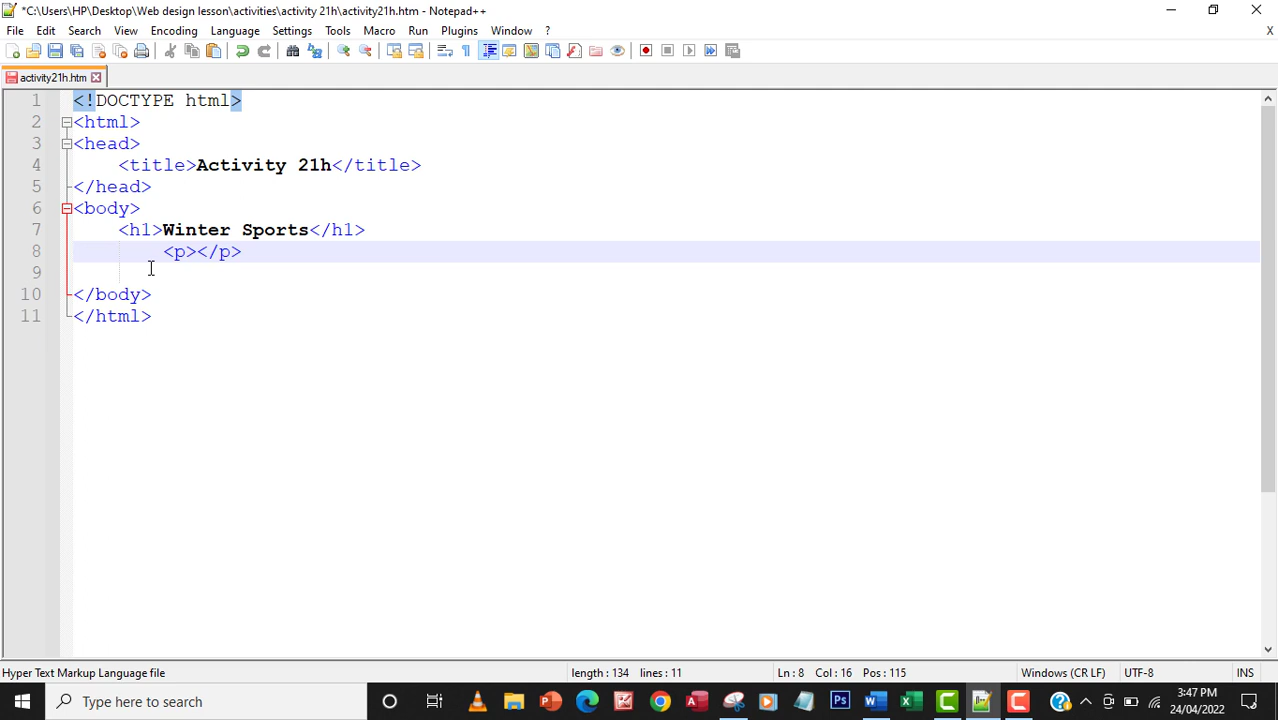 *C:\Users\HP\Desktop\Web design lesson\activities\activity 21h\activity21h.htm - Notepad++
File Edit Search View Encoding Language Settings Tools Macro Run Plugins Window ? X
activity21h.htm
1 <!DOCTYPE html>
2 <html>
3 <head>
4 <title>Activity 21h</title>
5 </head>
6 <body>
7 <h1>Winter Sports</h1>
8 <p></p>
9
10 </body>
11 </html>
Hyper Text Markup Language file length : 134 lines : 11 Ln : 8 Col : 16 Pos : 115 Windows (CR LF) UTF-8 INS
Type here to search
3:47 PM
24/04/2022